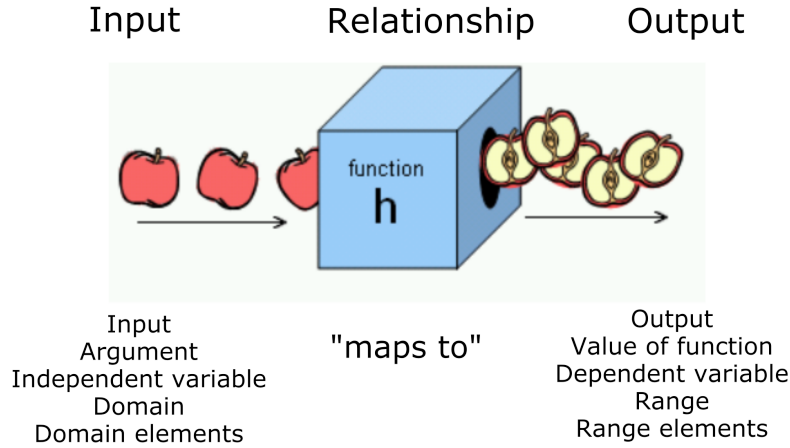 Input
Relationship
Output
function
h
Input
Argument
Independent variable
Domain
Domain elements
"maps to"
Output
Value of function
Dependent variable
Range
Range elements